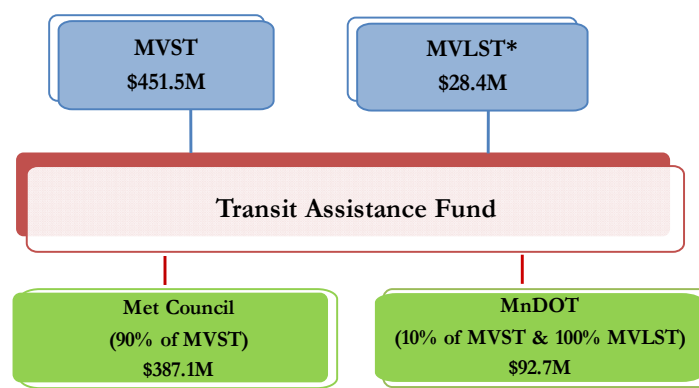 MVST
$451.5M
MVLST*
$28.4M
Transit Assistance Fund
Met Council
(90% of MVST)
$387.1M
MnDOT
(10% of MVST & 100% MVLST)
$92.7M